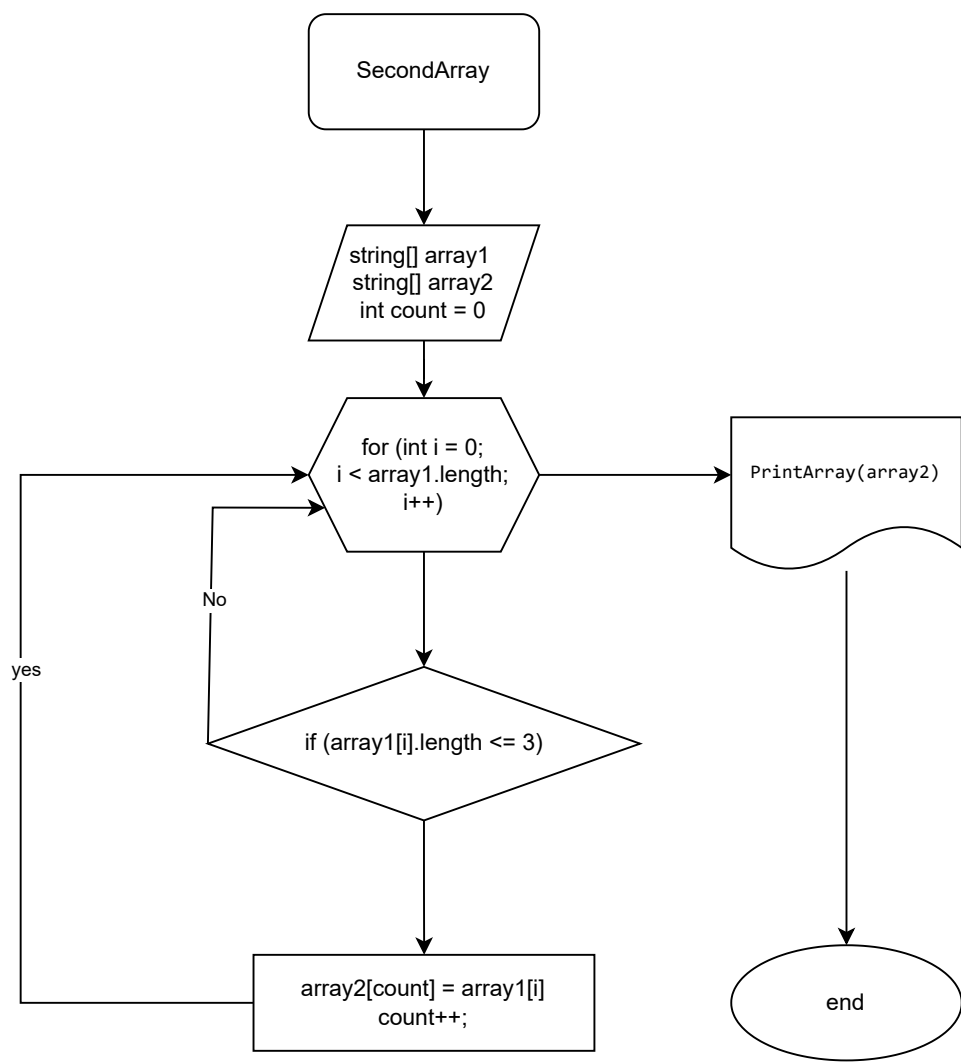 SecondArray
string[] array1
string[] array2
int count = 0
for (int i = 0;
i < array1.length;
i++)
PrintArray(array2)
No
yes
if (array1[i].length <= 3)
array2[count] = array1[i]
count++;
end